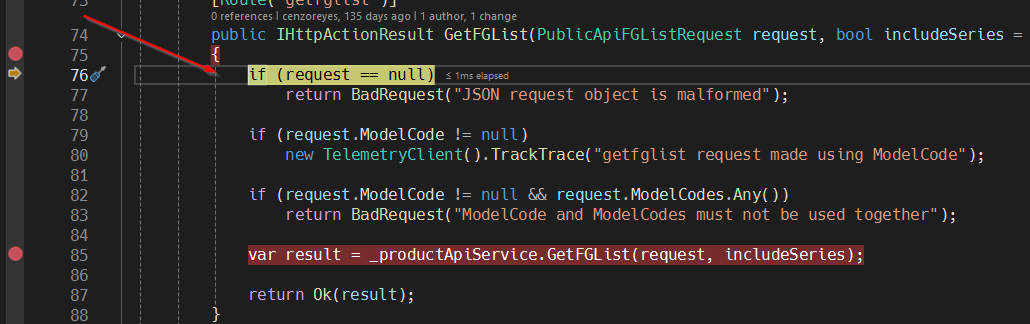 73 [Route("getfglist")]
0 references | cenzoreyes, 135 days ago | 1 author, 1 change
74 public IHttpActionResult GetFGList(PublicApiFGListRequest request, bool includeSeries =
75 {
76 if (request == null) ≤ 1ms elapsed
77 return BadRequest("JSON request object is malformed");
78
79 if (request.ModelCode != null)
80 new TelemetryClient().TrackTrace("getfglist request made using ModelCode");
81
82 if (request.ModelCode != null && request.ModelCodes.Any())
83 return BadRequest("ModelCode and ModelCodes must not be used together");
84
85 var result = _productApiService.GetFGList(request, includeSeries);
86
87 return Ok(result);
88 }